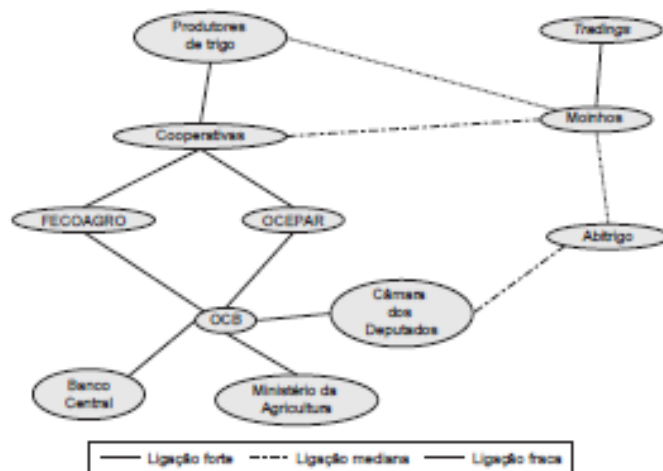 Produtores
de trigo
Tradings
Cooperativas
Moinhos
FECOAGRO
OCEPAR
Abitrigo
Câmara
dos
Deputados
OCB
Banco
Central
Ministério da
Agricultura
Ligação forte
Ligação mediana
Ligação fraca